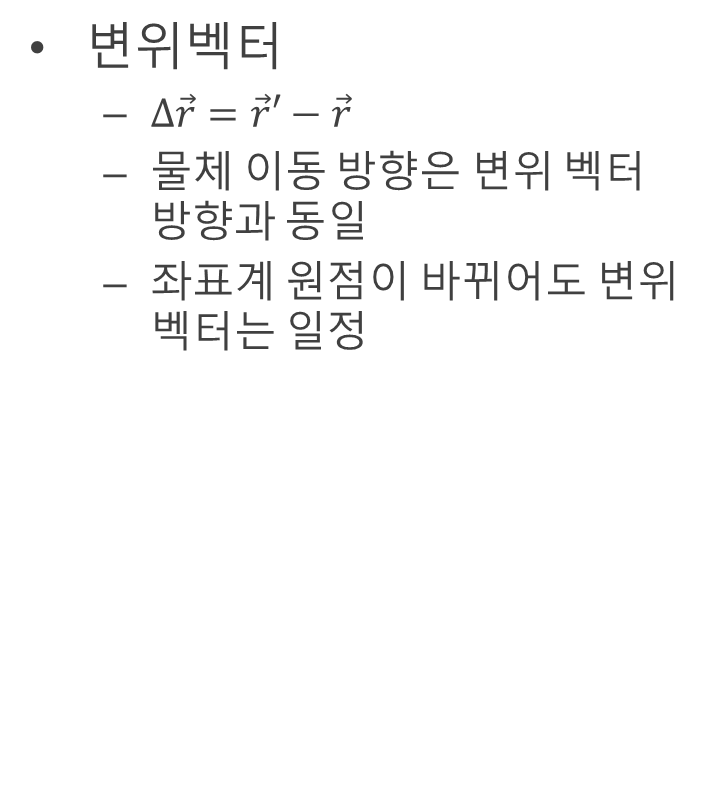 • 변위벡터
– Δr⃗ = r⃗′ − r⃗
– 물체 이동 방향은 변위 벡터
방향과 동일
– 좌표계 원점이 바뀌어도 변위
벡터는 일정